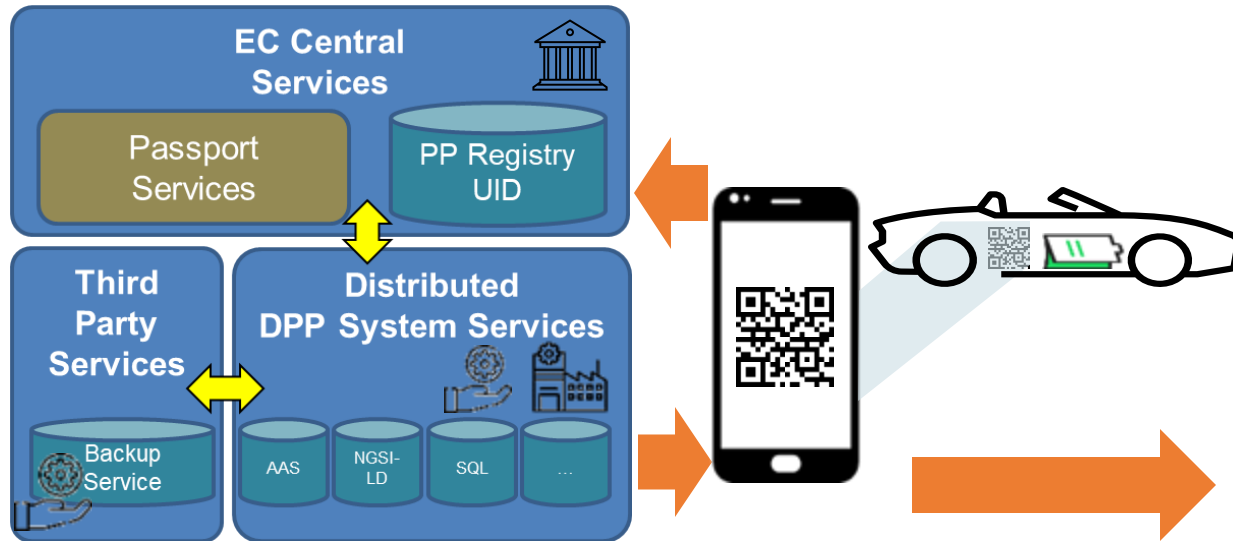 EC Central
Services
Passport
Services
PP Registry
UID
Third
Party
Services
Backup
Service
Distributed
DPP System Services
AAS
NGSI-
LD
SQL
...